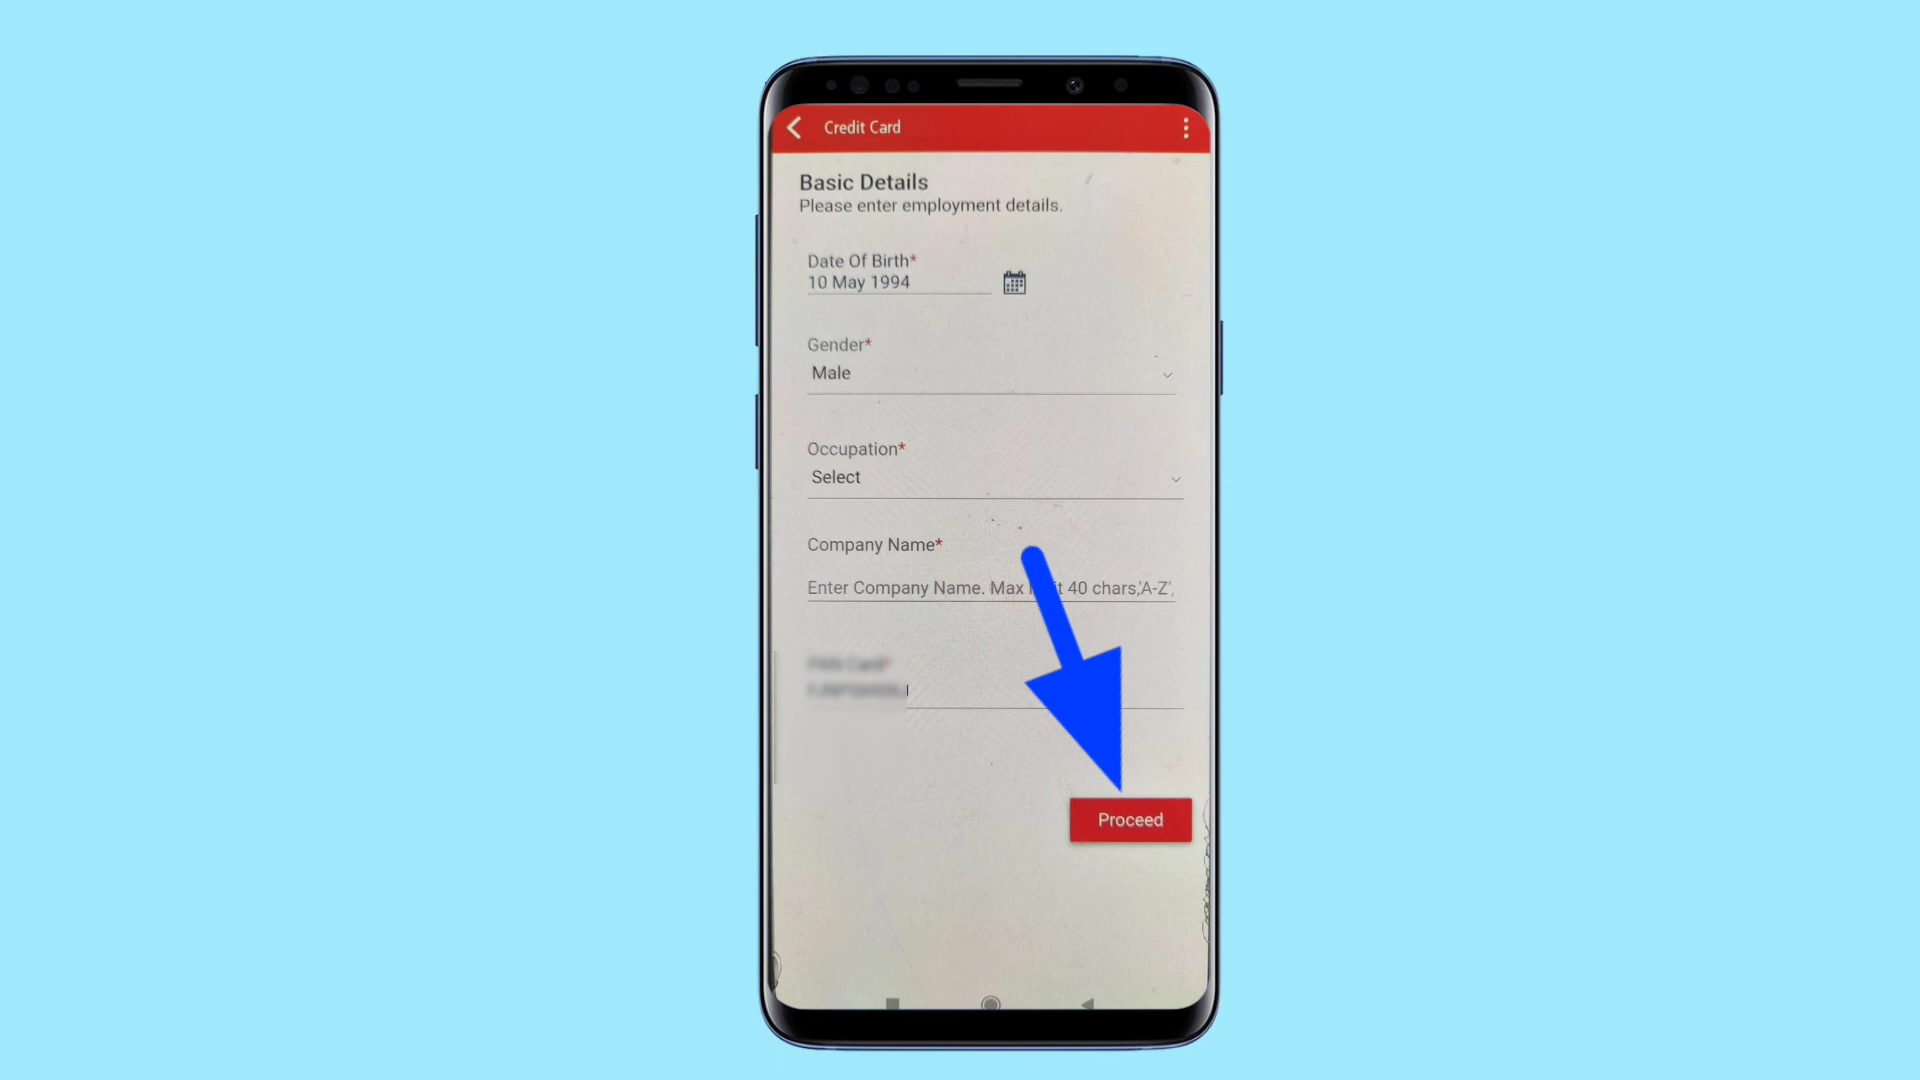 Credit Card
Basic Details
Please enter employment details.
Date Of Birth*
10 May 1994
Gender*
Male
Occupation*
Select
Company Name*
Enter Company Name. Max 40 chars,'A-Z',
Proceed